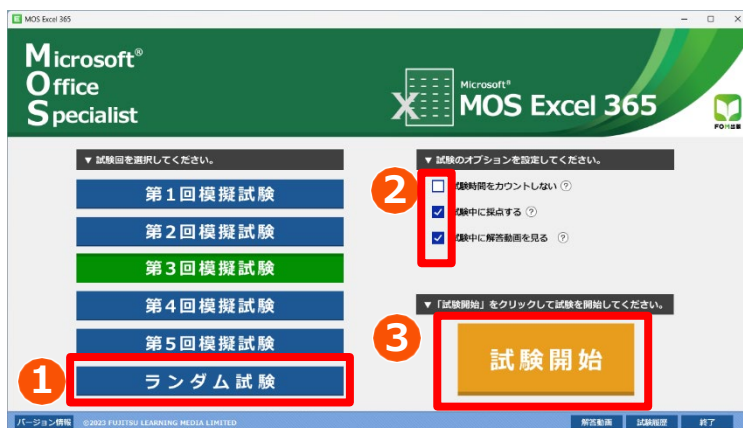 MOS Excel 365
Microsoft®
Office
Specialist
Microsoft®
MOS Excel 365
FOM出版
▼ 試験回を選択してください。
第1回模擬試験
第2回模擬試験
第3回模擬試験
第4回模擬試験
第5回模擬試験
1
ランダム試験
▼ 試験のオプションを設定してください。
2
試験時間をカウントしない ?
試験中に採点する ?
試験中に解答動画を見る ?
▼「試験開始」をクリックして試験を開始してください。
3
試験開始
バージョン情報 ©2023 FUJITSU LEARNING MEDIA LIMITED
解答動画 試験履歴 終了